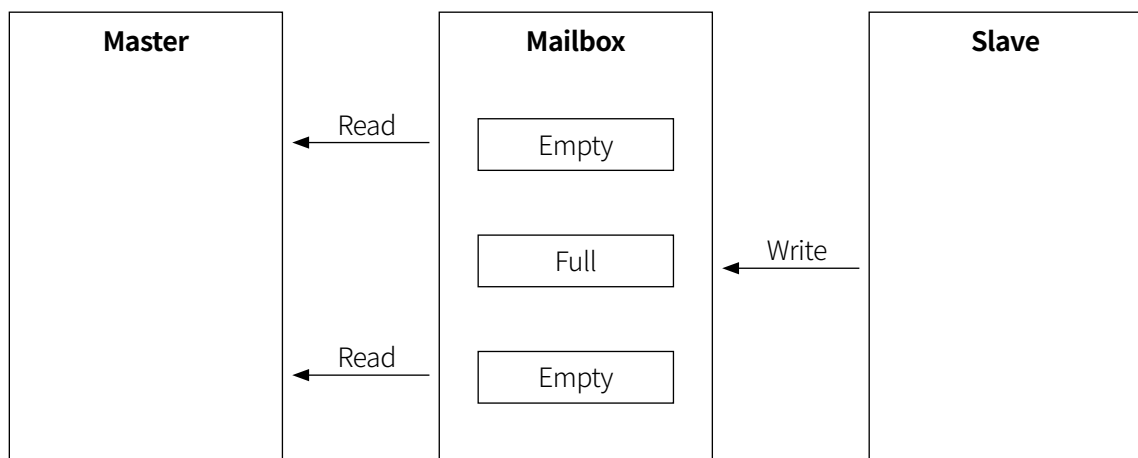 Master
Mailbox
Slave
Read
Empty
Full
Write
Read
Empty